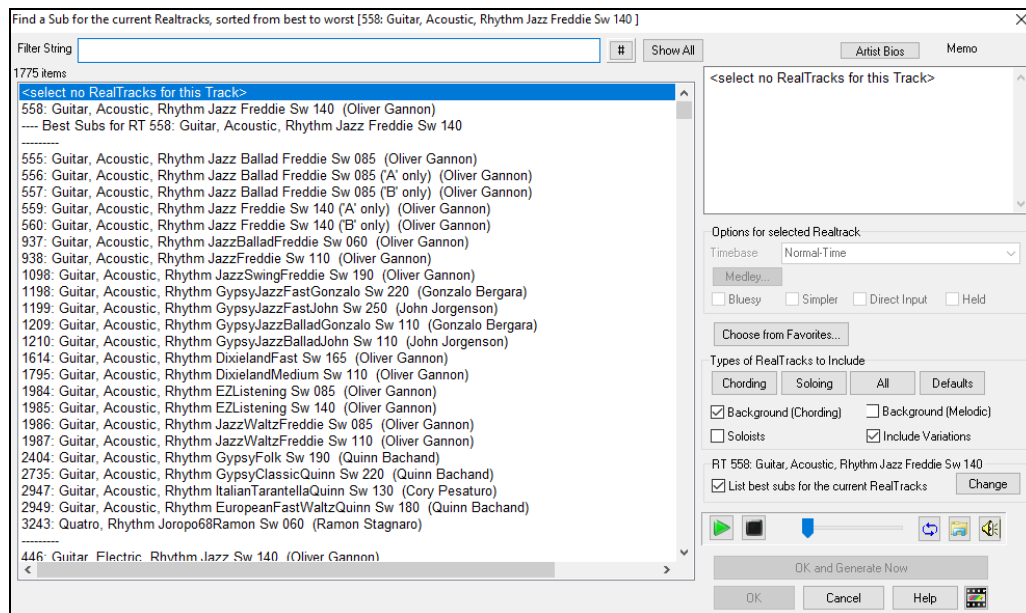 Find a Sub for the current Realtracks, sorted from best to worst [558: Guitar, Acoustic, Rhythm Jazz Freddie Sw 140 ]
Filter String
#
Show All
1775 items
<select no RealTracks for this Track>
558: Guitar, Acoustic, Rhythm Jazz Freddie Sw 140 (Oliver Gannon)
---- Best Subs for RT 558: Guitar, Acoustic, Rhythm Jazz Freddie Sw 140
---------
555: Guitar, Acoustic, Rhythm Jazz Ballad Freddie Sw 085 (Oliver Gannon)
556: Guitar, Acoustic, Rhythm Jazz Ballad Freddie Sw 085 ('A' only) (Oliver Gannon)
557: Guitar, Acoustic, Rhythm Jazz Ballad Freddie Sw 085 ('B' only) (Oliver Gannon)
559: Guitar, Acoustic, Rhythm Jazz Freddie Sw 140 ('A' only) (Oliver Gannon)
560: Guitar, Acoustic, Rhythm Jazz Freddie Sw 140 ('B' only) (Oliver Gannon)
937: Guitar, Acoustic, Rhythm JazzBalladFreddie Sw 060 (Oliver Gannon)
938: Guitar, Acoustic, Rhythm JazzFreddie Sw 110 (Oliver Gannon)
1098: Guitar, Acoustic, Rhythm JazzSwingFreddie Sw 190 (Oliver Gannon)
1198: Guitar, Acoustic, Rhythm GypsyJazzFastGonzalo Sw 220 (Gonzalo Bergara)
1199: Guitar, Acoustic, Rhythm GypsyJazzFastJohn Sw 250 (John Jorgenson)
1209: Guitar, Acoustic, Rhythm GypsyJazzBalladGonzalo Sw 110 (Gonzalo Bergara)
1210: Guitar, Acoustic, Rhythm GypsyJazzBalladJohn Sw 110 (John Jorgenson)
1614: Guitar, Acoustic, Rhythm DixielandFast Sw 165 (Oliver Gannon)
1795: Guitar, Acoustic, Rhythm DixielandMedium Sw 110 (Oliver Gannon)
1984: Guitar, Acoustic, Rhythm EZListening Sw 085 (Oliver Gannon)
1985: Guitar, Acoustic, Rhythm EZListening Sw 140 (Oliver Gannon)
1986: Guitar, Acoustic, Rhythm JazzWaltzFreddie Sw 085 (Oliver Gannon)
1987: Guitar, Acoustic, Rhythm JazzWaltzFreddie Sw 110 (Oliver Gannon)
2404: Guitar, Acoustic, Rhythm GypsyFolk Sw 190 (Quinn Bachand)
2735: Guitar, Acoustic, Rhythm GypsyClassicQuinn Sw 220 (Quinn Bachand)
2947: Guitar, Acoustic, Rhythm ItalianTarantellaQuinn Sw 130 (Cory Pesaturo)
2949: Guitar, Acoustic, Rhythm EuropeanFastWaltzQuinn Sw 180 (Quinn Bachand)
3243: Quatro, Rhythm Joropo68Ramon Sw 060 (Ramon Stagnaro)
---------
446: Guitar, Electric, Rhythm Jazz Sw 140 (Oliver Gannon)
Artist Bios
Memo
<select no RealTracks for this Track>
Options for selected Realtrack
Timebase
Normal-Time
Medley...
Bluesy
Simpler
Direct Input
Held
Choose from Favorites...
Types of RealTracks to Include
Chording
Soloing
All
Defaults
Background (Chording)
Background (Melodic)
Soloists
Include Variations
RT 558: Guitar, Acoustic, Rhythm Jazz Freddie Sw 140
List best subs for the current RealTracks
Change
OK and Generate Now
OK
Cancel
Help